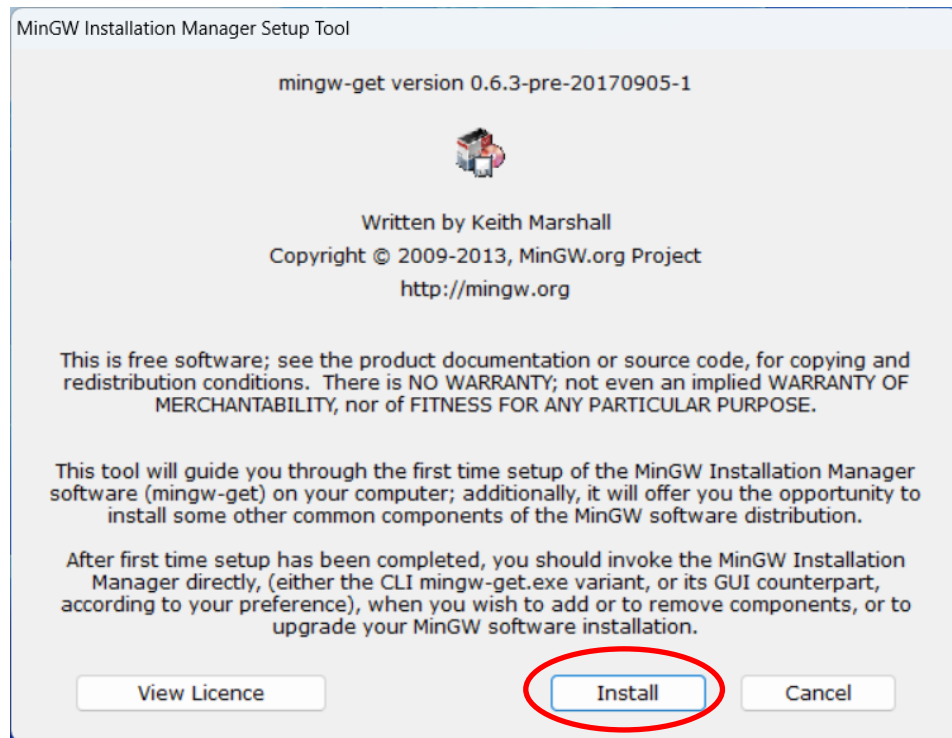 MinGW Installation Manager Setup Tool
mingw-get version 0.6.3-pre-20170905-1
Written by Keith Marshall
Copyright © 2009-2013, MinGW.org Project
http://mingw.org
This is free software; see the product documentation or source code, for copying and
redistribution conditions.  There is NO WARRANTY; not even an implied WARRANTY OF
MERCHANTABILITY, nor of FITNESS FOR ANY PARTICULAR PURPOSE.
This tool will guide you through the first time setup of the MinGW Installation Manager
software (mingw-get) on your computer; additionally, it will offer you the opportunity to
install some other common components of the MinGW software distribution.
After first time setup has been completed, you should invoke the MinGW Installation
Manager directly, (either the CLI mingw-get.exe variant, or its GUI counterpart,
according to your preference), when you wish to add or to remove components, or to
upgrade your MinGW software installation.
View Licence Install Cancel